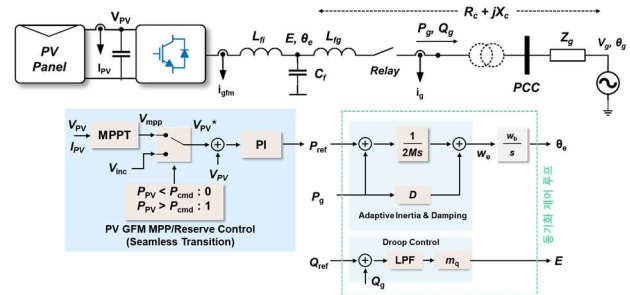 R_c + jX_c
V_PV
L_fi
E, θ_e
L_fg
P_g, Q_g
Z_g
V_g, θ_g
PV
Panel
I_PV
i_gfm
C_f
Relay
i_g
PCC
V_PV
I_PV
MPPT
V_mpp
V_PV*
PI
V_inc
V_PV
P_PV < P_cmd : 0
P_PV > P_cmd : 1
PV GFM MPP/Reserve Control
(Seamless Transition)
P_ref
1
2Ms
w_e
w_b
s
θ_e
P_g
D
Adaptive Inertia & Damping
동기화 제어 루프
Droop Control
Q_ref
LPF
m_q
E
Q_g